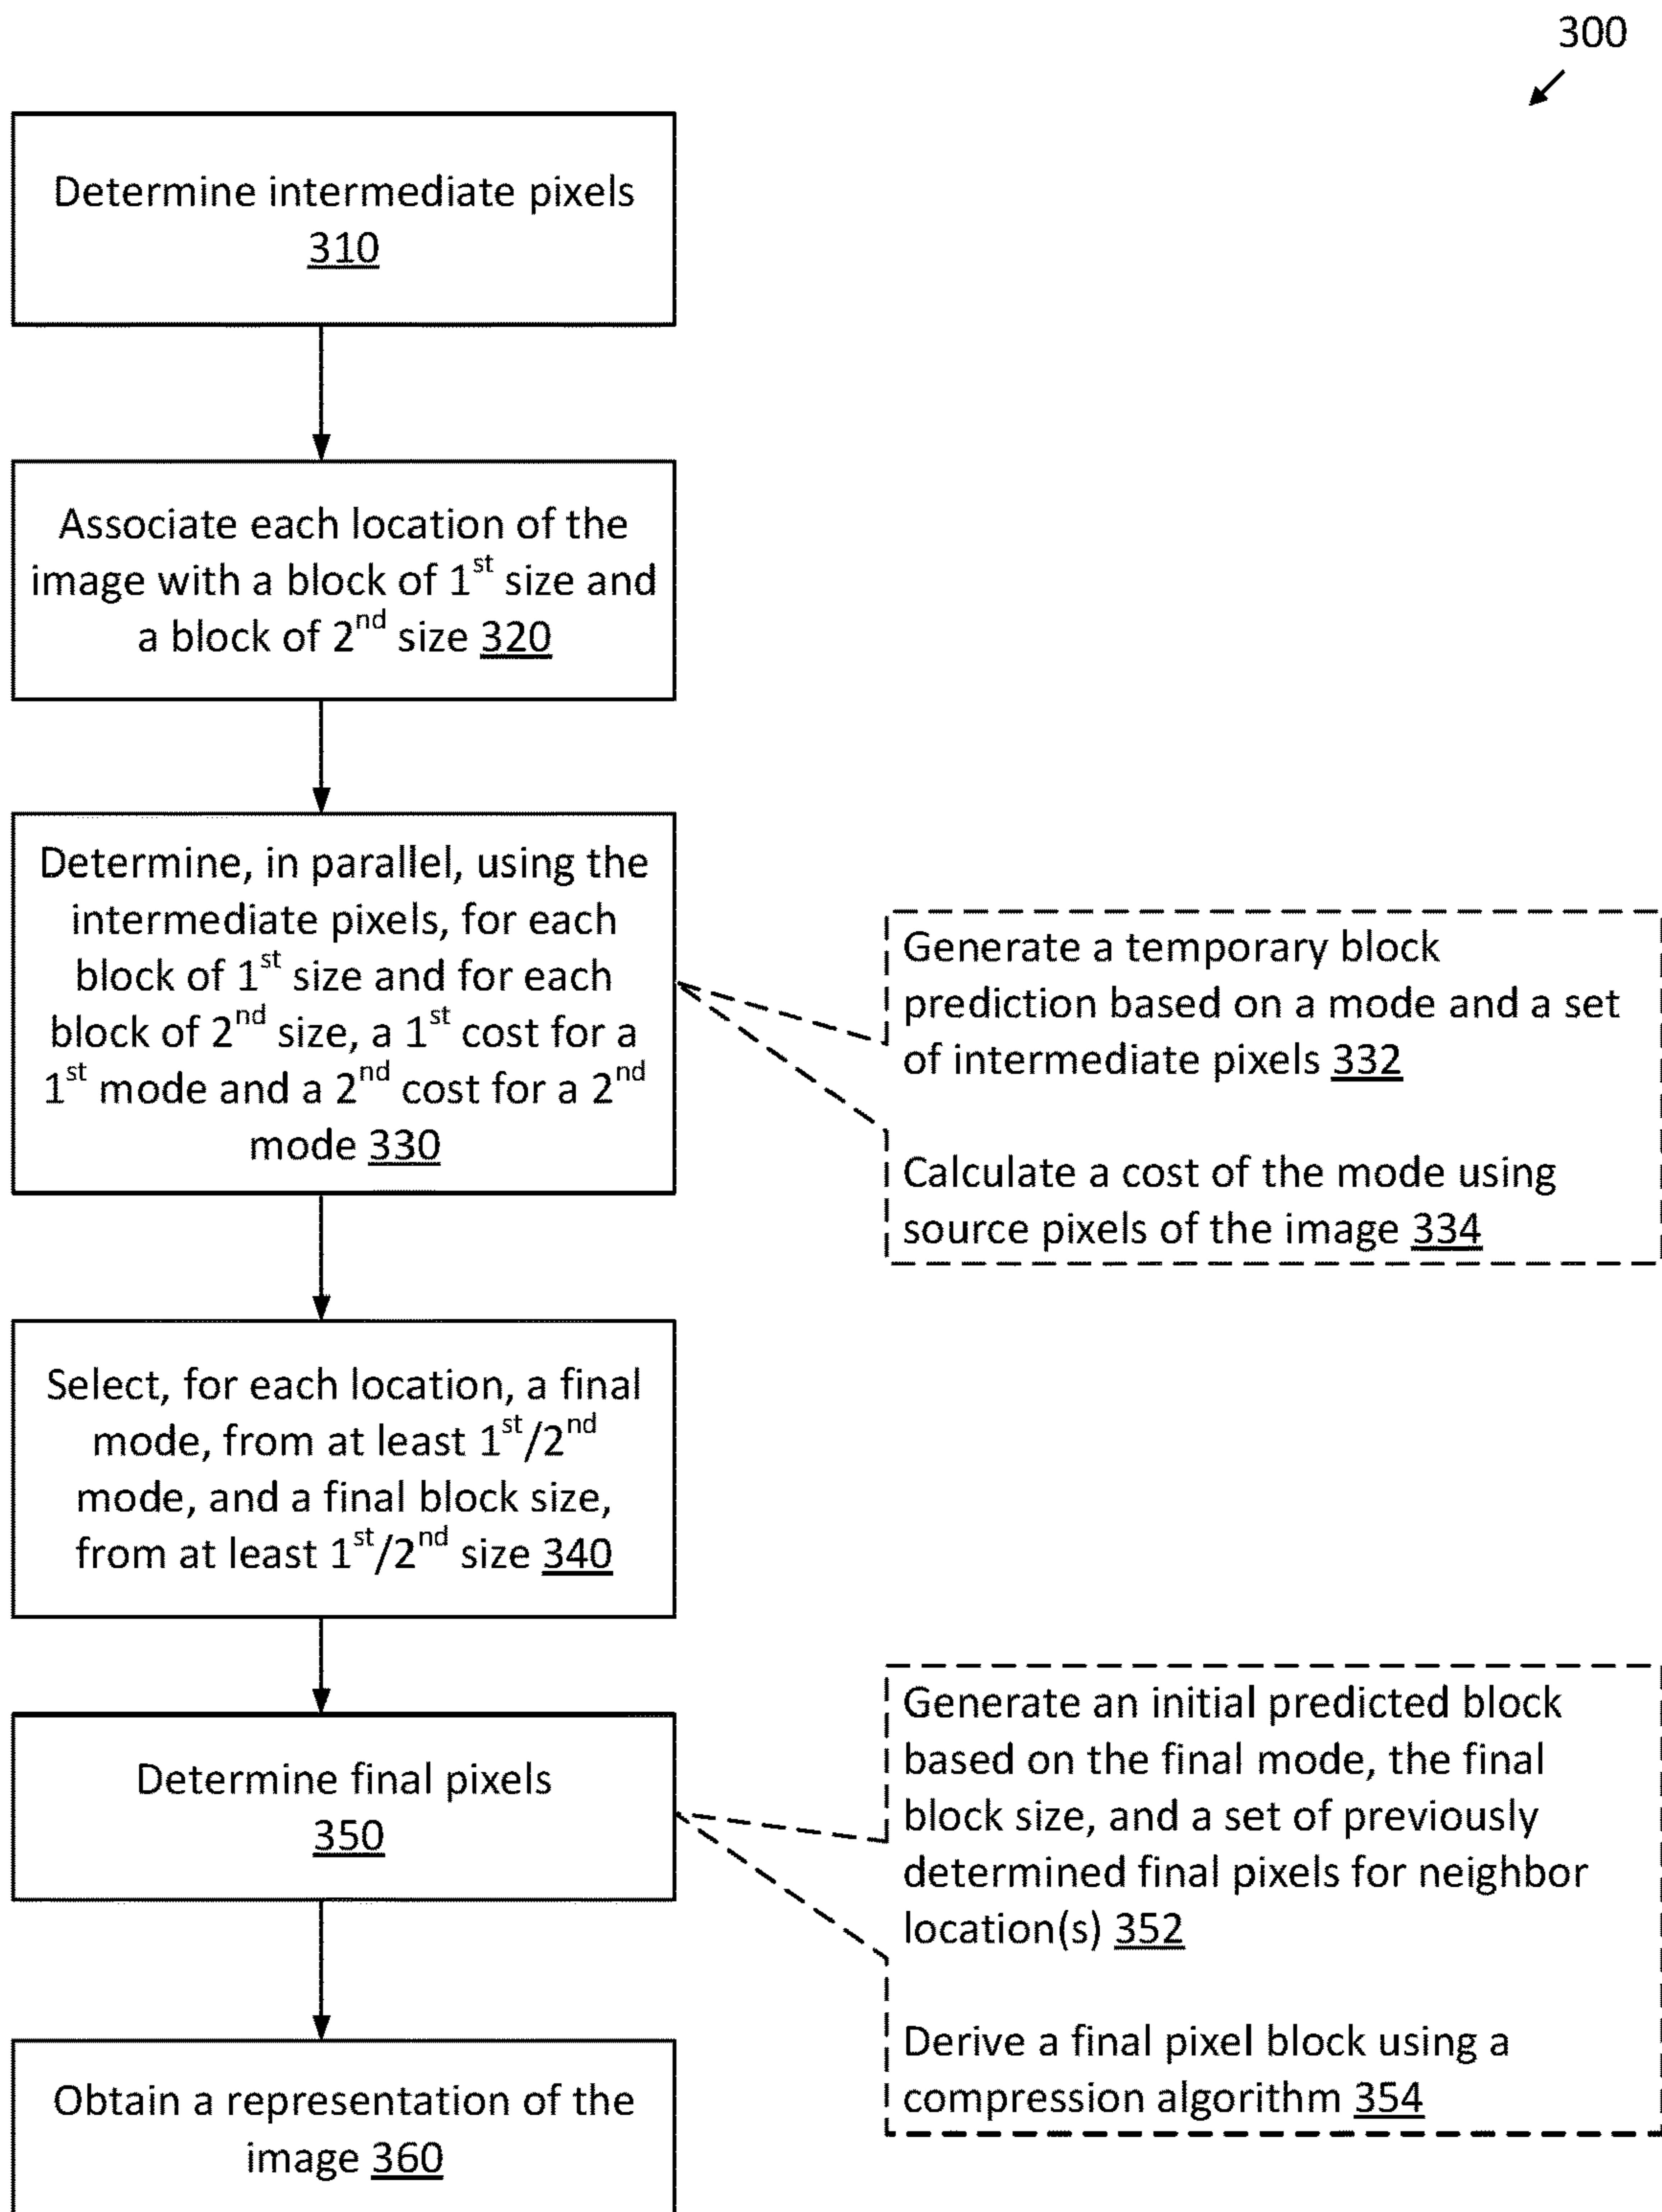 300
Determine intermediate pixels
310
Associate each location of the
image with a block of 1st size and
a block of 2nd size 320
Determine, in parallel, using the
intermediate pixels, for each
block of 1st size and for each
block of 2nd size, a 1st cost for a
1st mode and a 2nd cost for a 2nd
mode 330
Generate a temporary block
prediction based on a mode and a set
of intermediate pixels 332
Calculate a cost of the mode using
source pixels of the image 334
Select, for each location, a final
mode, from at least 1st/2nd
mode, and a final block size,
from at least 1st/2nd size 340
Determine final pixels
350
Generate an initial predicted block
based on the final mode, the final
block size, and a set of previously
determined final pixels for neighbor
location(s) 352
Derive a final pixel block using a
compression algorithm 354
Obtain a representation of the
image 360